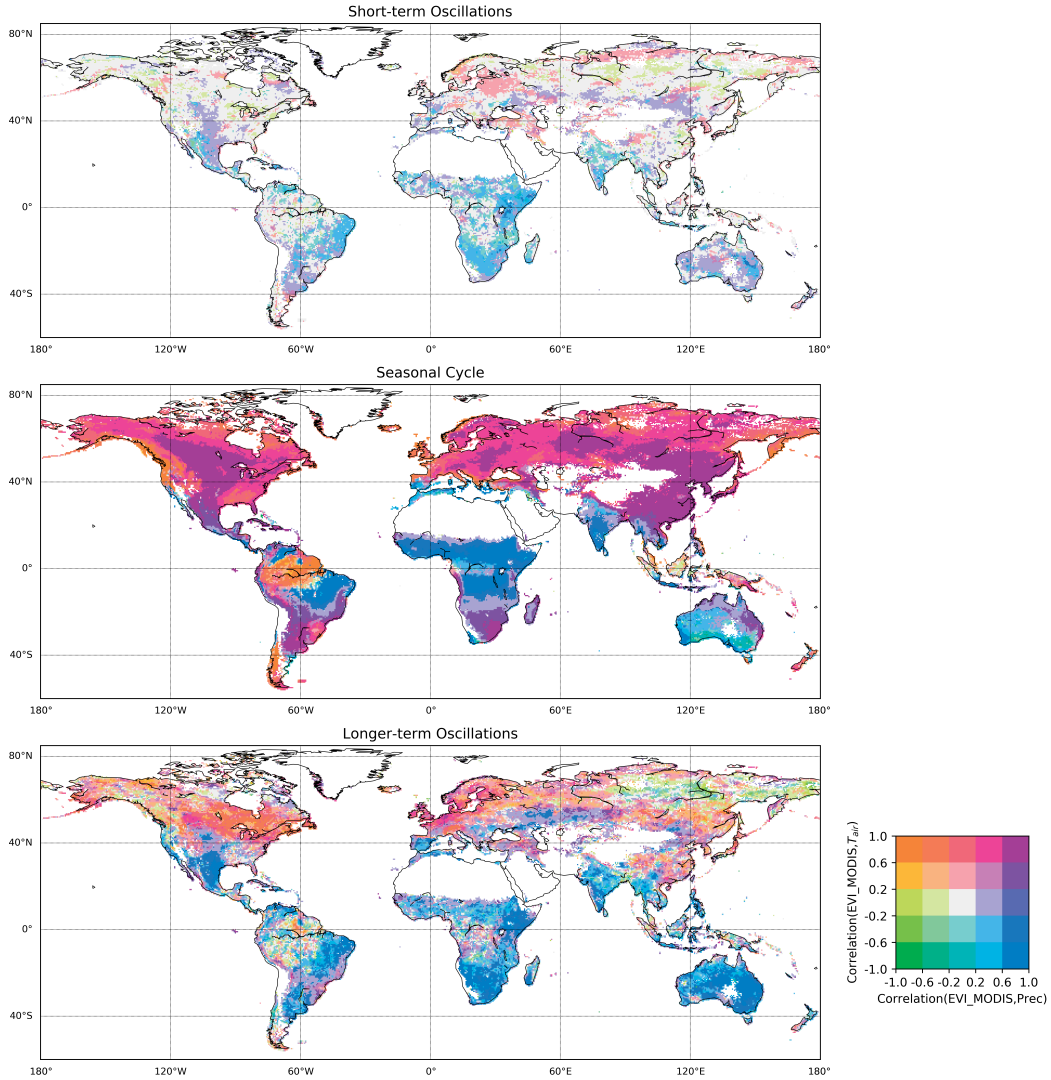 Short-term Oscillations
80°N
40°N
0°
40°S
180° 120°W 60°W 0° 60°E 120°E 180°
Seasonal Cycle
80°N
40°N
0°
40°S
180° 120°W 60°W 0° 60°E 120°E 180°
Longer-term Oscillations
80°N
40°N
0°
40°S
180° 120°W 60°W 0° 60°E 120°E 180°
Correlation(EVI_MODIS,T_air)
1.0
0.6
0.2
-0.2
-0.6
-1.0
-1.0 -0.6 -0.2 0.2 0.6 1.0
Correlation(EVI_MODIS,Prec)